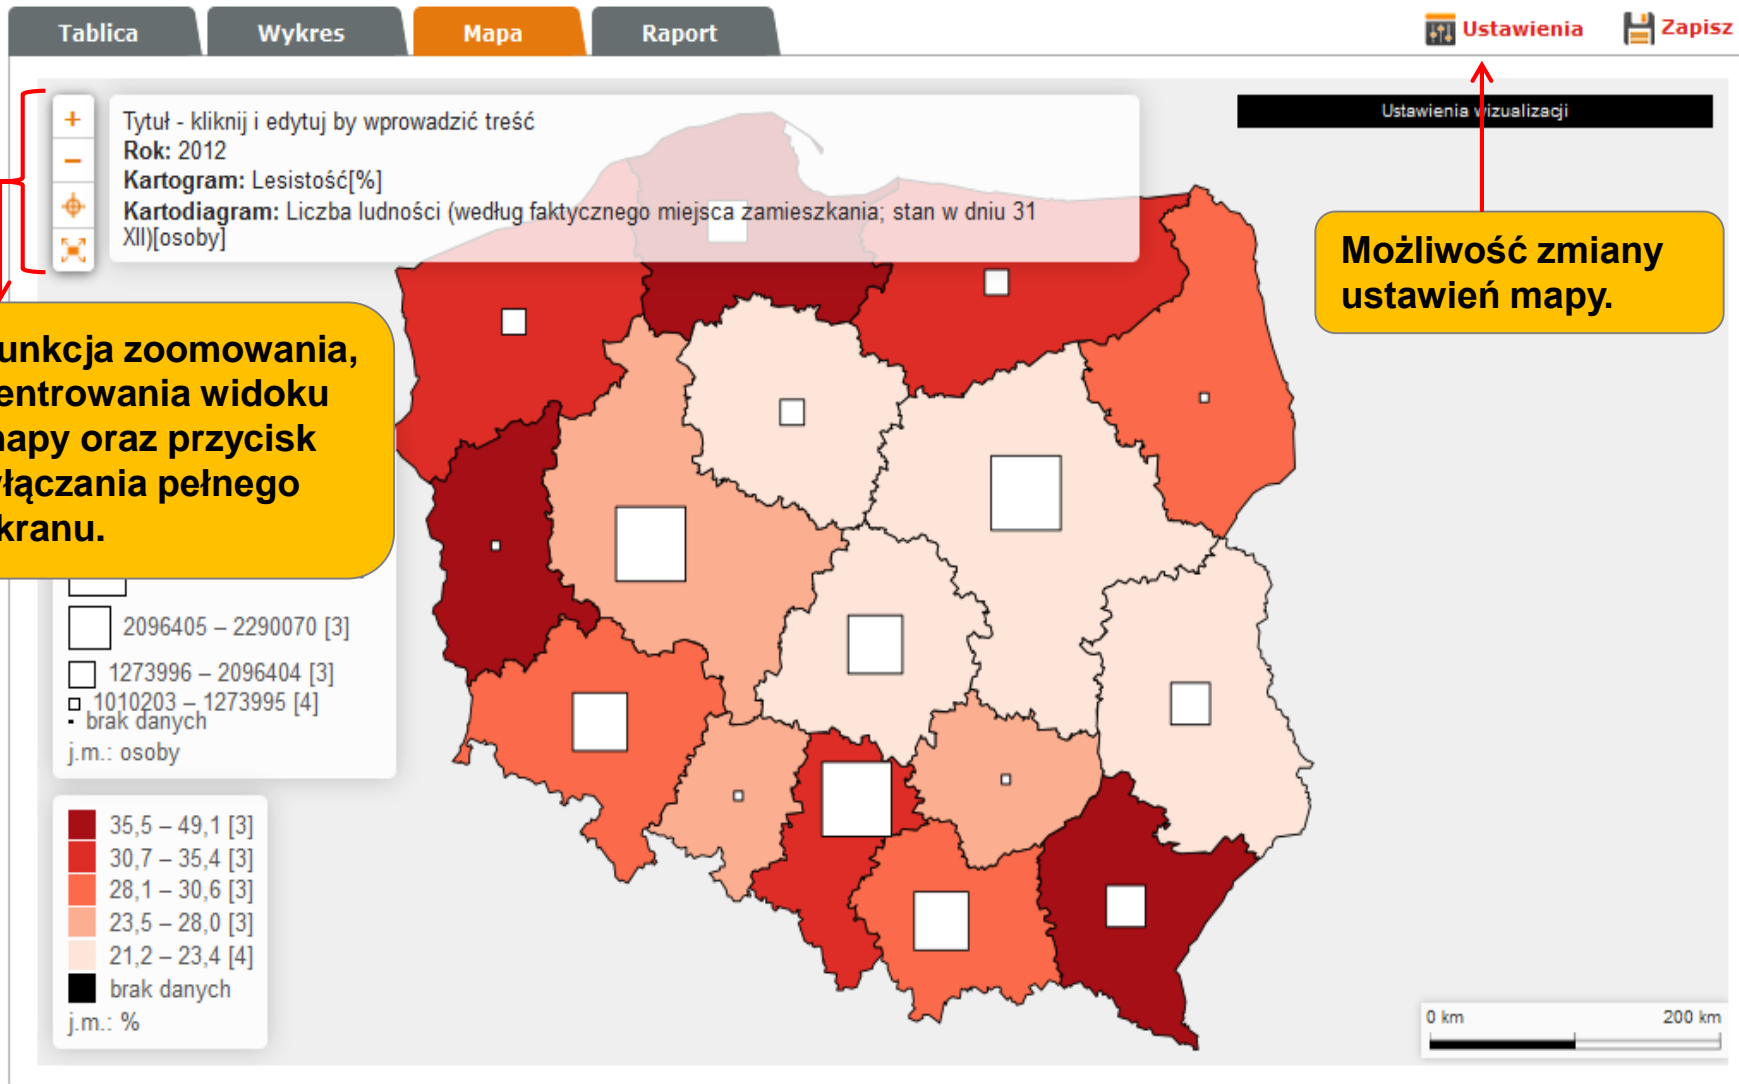 Tablica
Wykres
Mapa
Raport
Ustawienia
Zapisz
Tytuł - kliknij i edytuj by wprowadzić treść
Rok: 2012
Kartogram: Lesistość[%]
Kartodiagram: Liczba ludności (według faktycznego miejsca zamieszkania; stan w dniu 31
XII)[osoby]
Ustawienia wizualizacji
Możliwość zmiany
ustawień mapy.
unkcja zoomowania,
entrowania widoku
apy oraz przycisk
łączania pełnego
kranu.
2096405 – 2290070 [3]
1273996 – 2096404 [3]
1010203 – 1273995 [4]
brak danych
j.m.: osoby
35,5 – 49,1 [3]
30,7 – 35,4 [3]
28,1 – 30,6 [3]
23,5 – 28,0 [3]
21,2 – 23,4 [4]
brak danych
j.m.: %
0 km
200 km